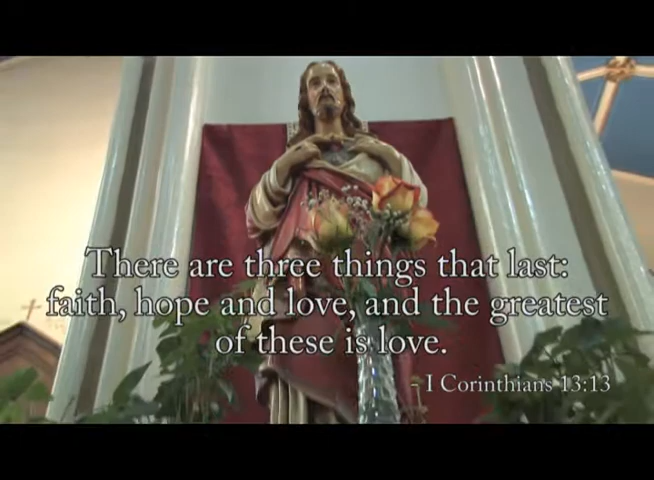 There are three things that last:
faith, hope and love, and the greatest
of these is love.
- I Corinthians 13:13